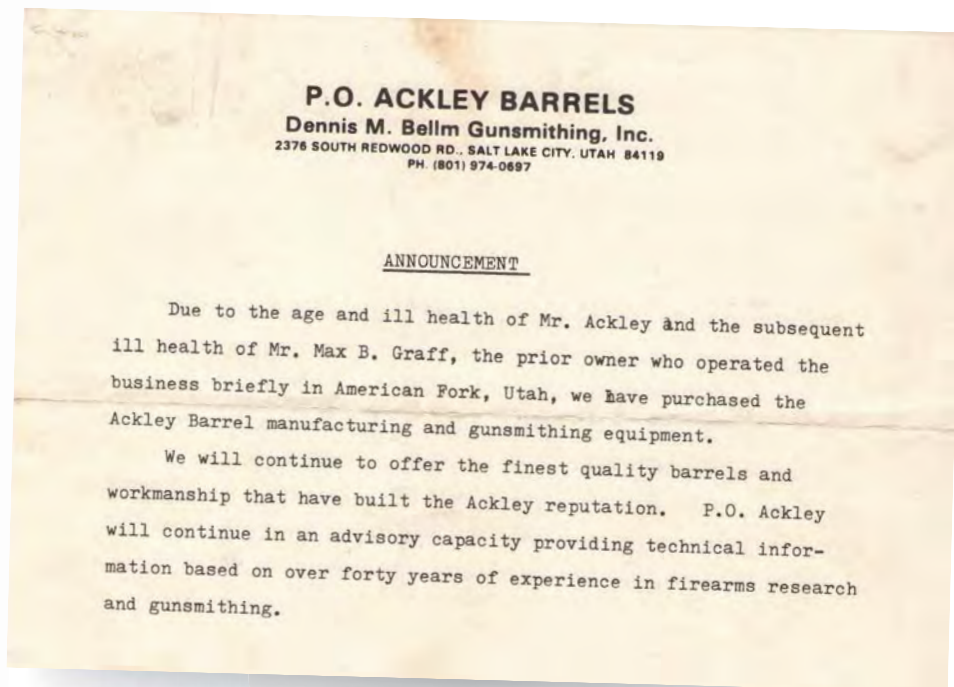 P.O. ACKLEY BARRELS
Dennis M. Bellm Gunsmithing, Inc.
2376 SOUTH REDWOOD RD., SALT LAKE CITY, UTAH 84119
PH. (801) 974-0697
ANNOUNCEMENT
Due to the age and ill health of Mr. Ackley and the subsequent
ill health of Mr. Max B. Graff, the prior owner who operated the
business briefly in American Fork, Utah, we have purchased the
Ackley Barrel manufacturing and gunsmithing equipment.
We will continue to offer the finest quality barrels and
workmanship that have built the Ackley reputation. P.O. Ackley
will continue in an advisory capacity providing technical infor-
mation based on over forty years of experience in firearms research
and gunsmithing.